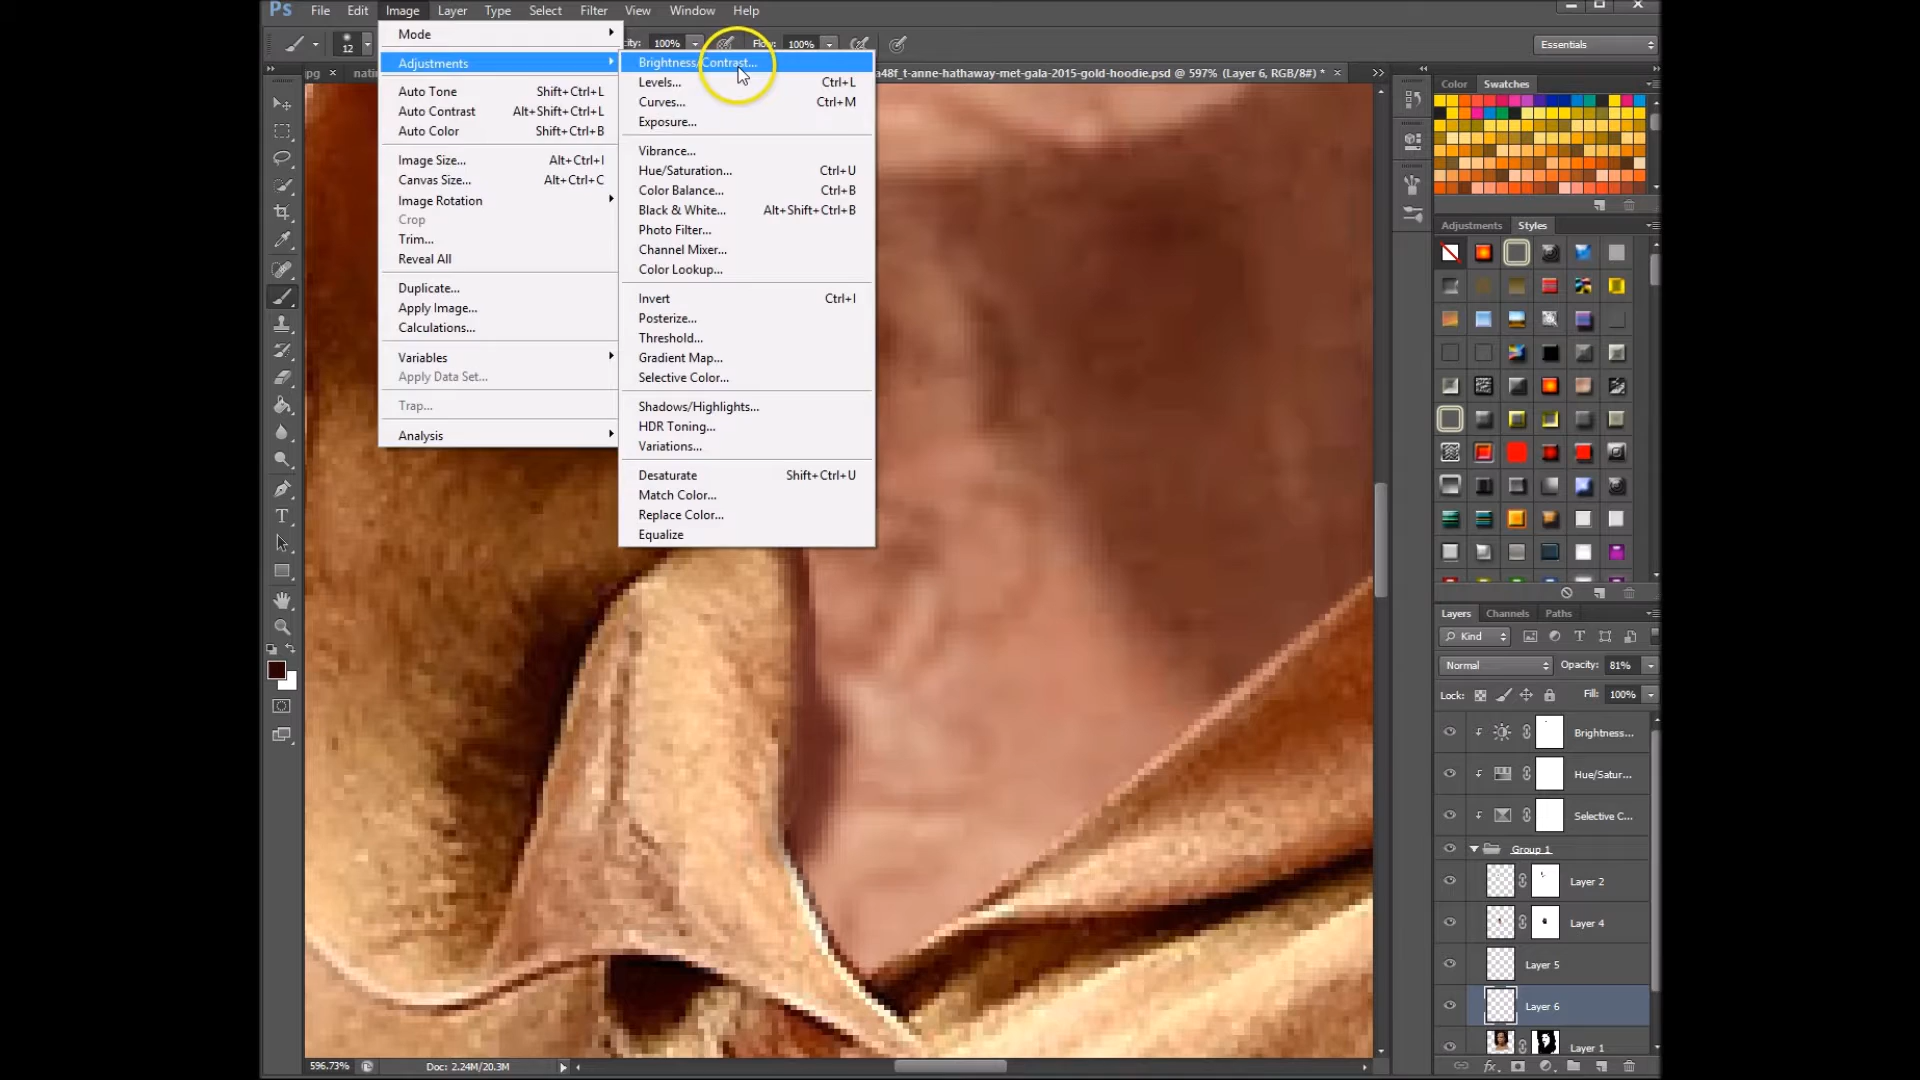 Ps File Edit Image Layer Type Select Filter View Window Help
12 100% Flow: 100% Essentials
a48f_t-anne-hathaway-met-gala-2015-gold-hoodie.psd @ 597% (Layer 6, RGB/8#) *
Mode
Adjustments
Auto Tone Shift+Ctrl+L
Auto Contrast Alt+Shift+Ctrl+L
Auto Color Shift+Ctrl+B
Image Size... Alt+Ctrl+I
Canvas Size... Alt+Ctrl+C
Image Rotation
Crop
Trim...
Reveal All
Duplicate...
Apply Image...
Calculations...
Variables
Apply Data Set...
Trap...
Analysis
Brightness/Contrast...
Levels... Ctrl+L
Curves... Ctrl+M
Exposure...
Vibrance...
Hue/Saturation... Ctrl+U
Color Balance... Ctrl+B
Black & White... Alt+Shift+Ctrl+B
Photo Filter...
Channel Mixer...
Color Lookup...
Invert Ctrl+I
Posterize...
Threshold...
Gradient Map...
Selective Color...
Shadows/Highlights...
HDR Toning...
Variations...
Desaturate Shift+Ctrl+U
Match Color...
Replace Color...
Equalize
Color Swatches
Adjustments Styles
Layers Channels Paths
Kind
Normal Opacity: 81%
Lock: Fill: 100%
Brightness...
Hue/Satur...
Selective C...
Group 1
Layer 2
Layer 4
Layer 5
Layer 6
Layer 1
596.73% Doc: 2.24M/20.3M